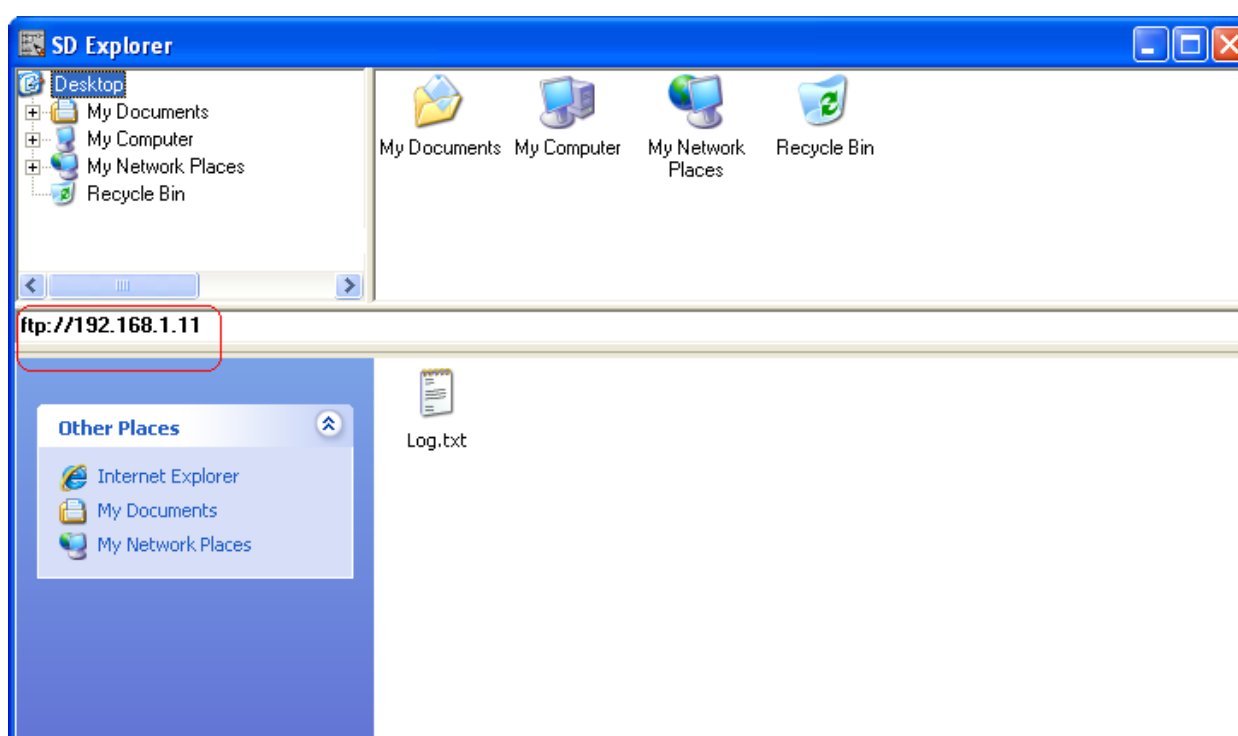 SD Explorer
Desktop
My Documents
My Computer
My Network Places
Recycle Bin
My Documents
My Computer
My Network
Places
Recycle Bin
ftp://192.168.1.11
Other Places
Internet Explorer
My Documents
My Network Places
Log.txt